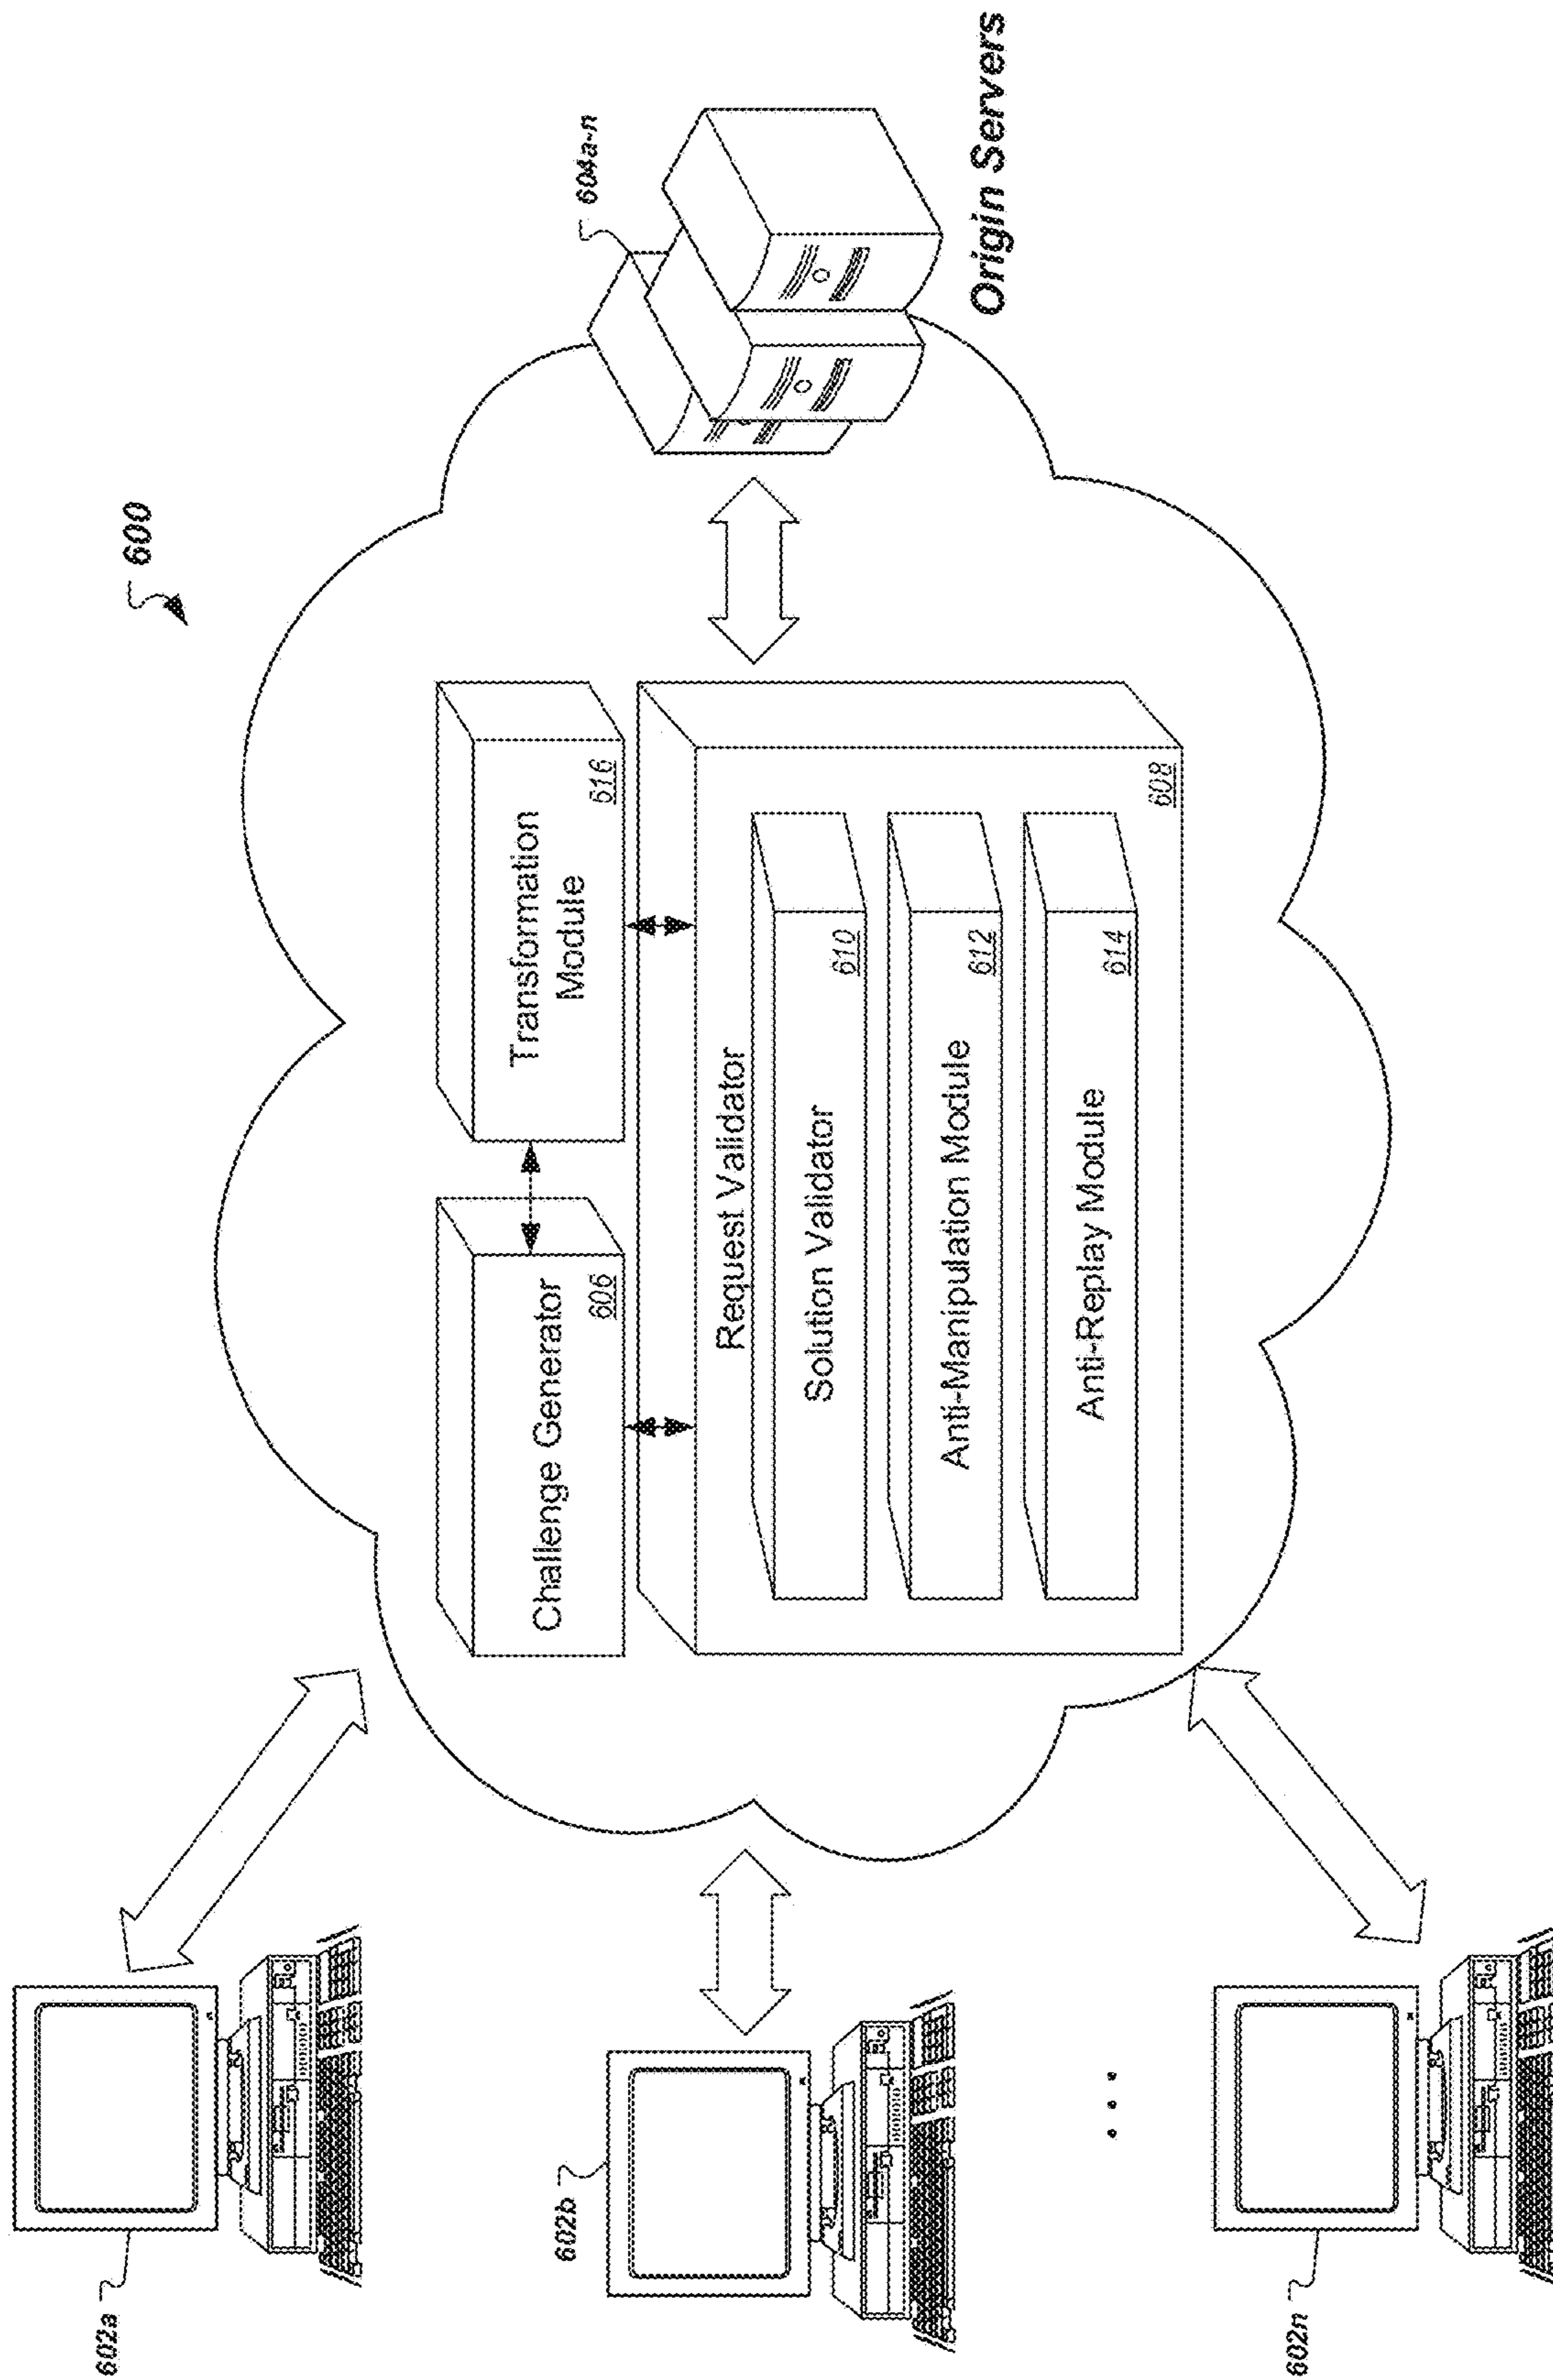 600
602a
602b
602n
604a-n
Origin Servers
Challenge Generator
606
Transformation
Module
616
Request Validator
Solution Validator
610
Anti-Manipulation Module
612
Anti-Replay Module
614
608